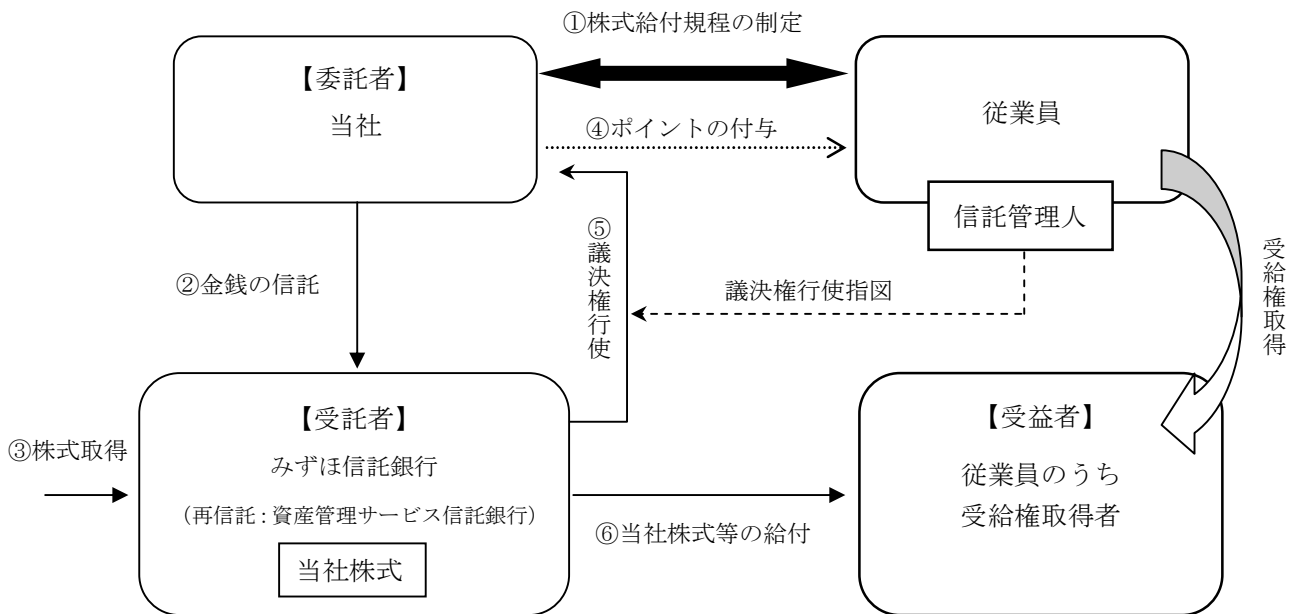 ①株式給付規程の制定
【委託者】
当社
従業員
④ポイントの付与
信託管理人
②金銭の信託
⑤議決権行使
議決権行使指図
受給権取得
③株式取得
【受託者】
みずほ信託銀行
（再信託：資産管理サービス信託銀行）
当社株式
⑥当社株式等の給付
【受益者】
従業員のうち
受給権取得者